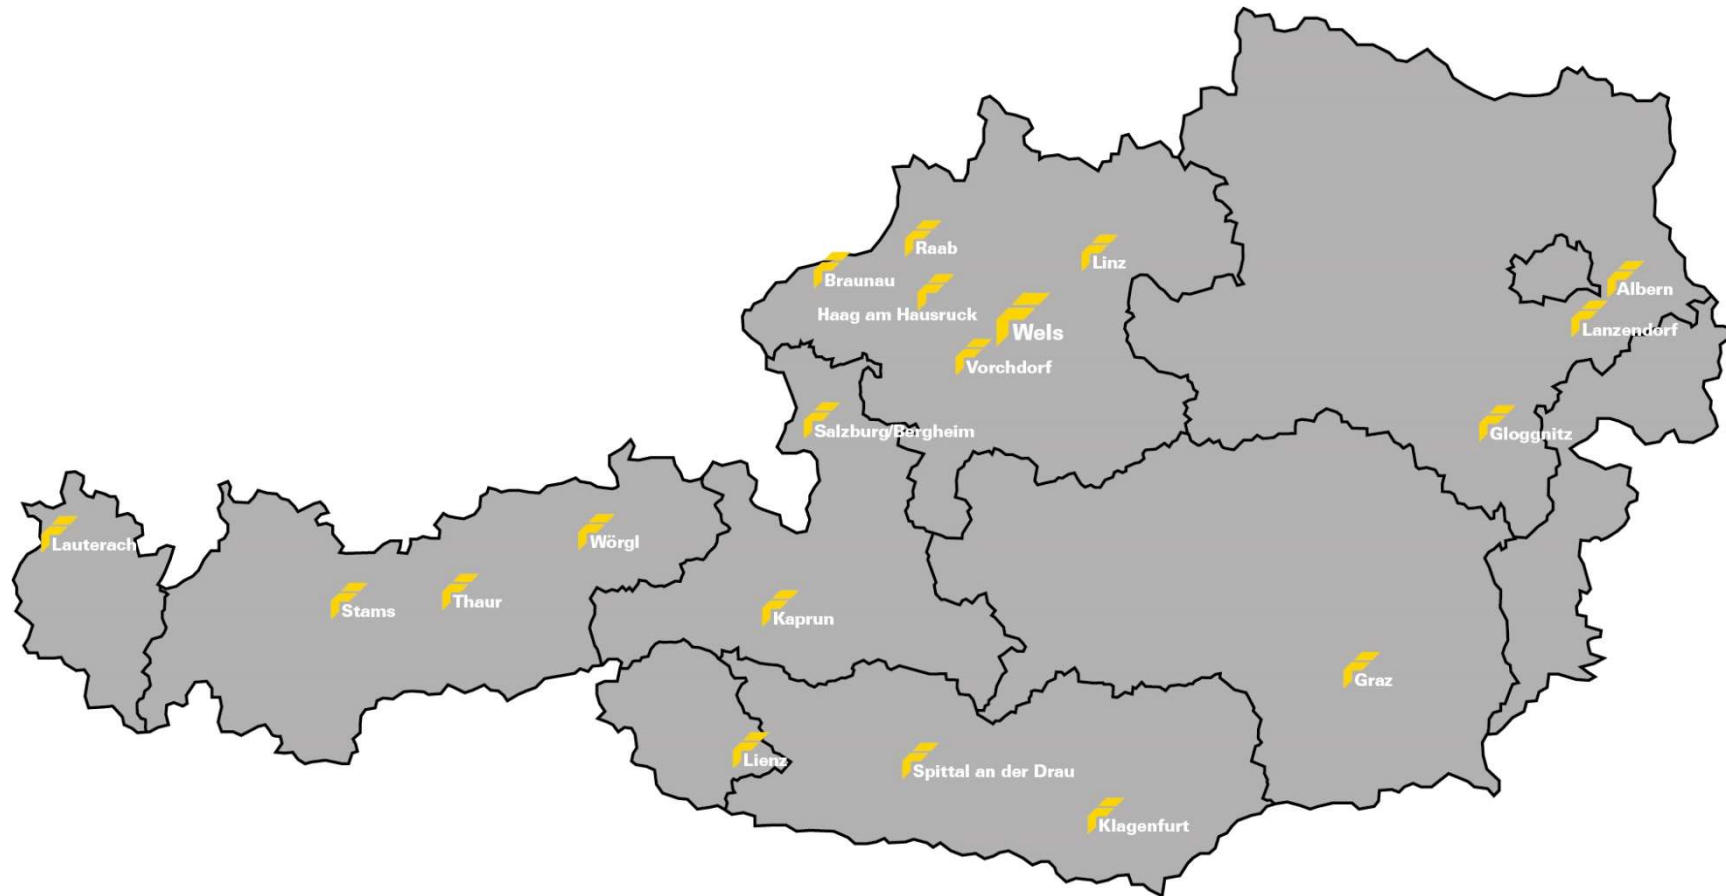 Raab
Linz
Braunau
Albern
Haag am Hausruck
Wels
Lanzendorf
Vorchdorf
Salzburg/Bergheim
Gloggnitz
Lauterach
Wörgl
Stams
Thaur
Kaprun
Graz
Lienz
Spittal an der Drau
Klagenfurt